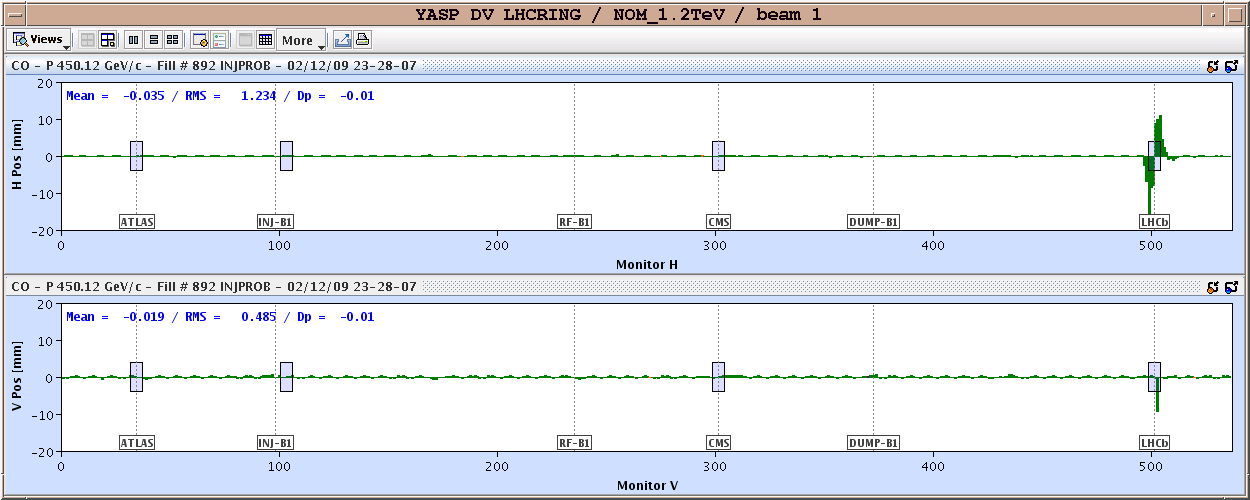 YASP DV LHCRING / NOM_1.2TeV / beam 1
Views More
CO - P 450.12 GeV/c - Fill # 892 INJPROB - 02/12/09 23-28-07
Mean = -0.035 / RMS = 1.234 / Dp = -0.01
H Pos [mm]
20
10
0
-10
-20
ATLAS INJ-B1 RF-B1 CMS DUMP-B1 LHCb
0 100 200 300 400 500
Monitor H
CO - P 450.12 GeV/c - Fill # 892 INJPROB - 02/12/09 23-28-07
Mean = -0.019 / RMS = 0.485 / Dp = -0.01
V Pos [mm]
20
10
0
-10
-20
ATLAS INJ-B1 RF-B1 CMS DUMP-B1 LHCb
0 100 200 300 400 500
Monitor V